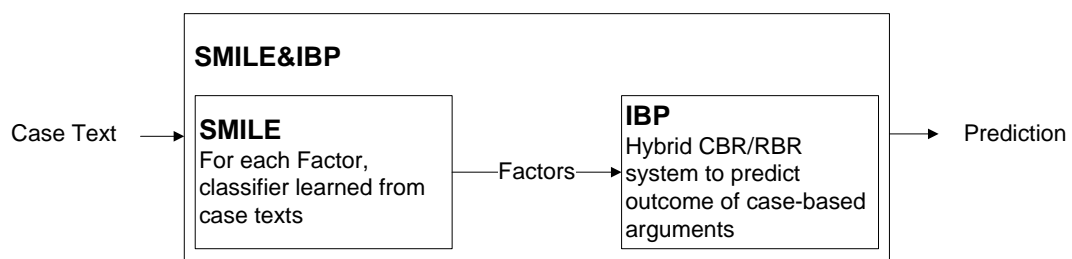 SMILE&IBP
Case Text
SMILE
For each Factor,
classifier learned from
case texts
Factors
IBP
Hybrid CBR/RBR
system to predict
outcome of case-based
arguments
Prediction